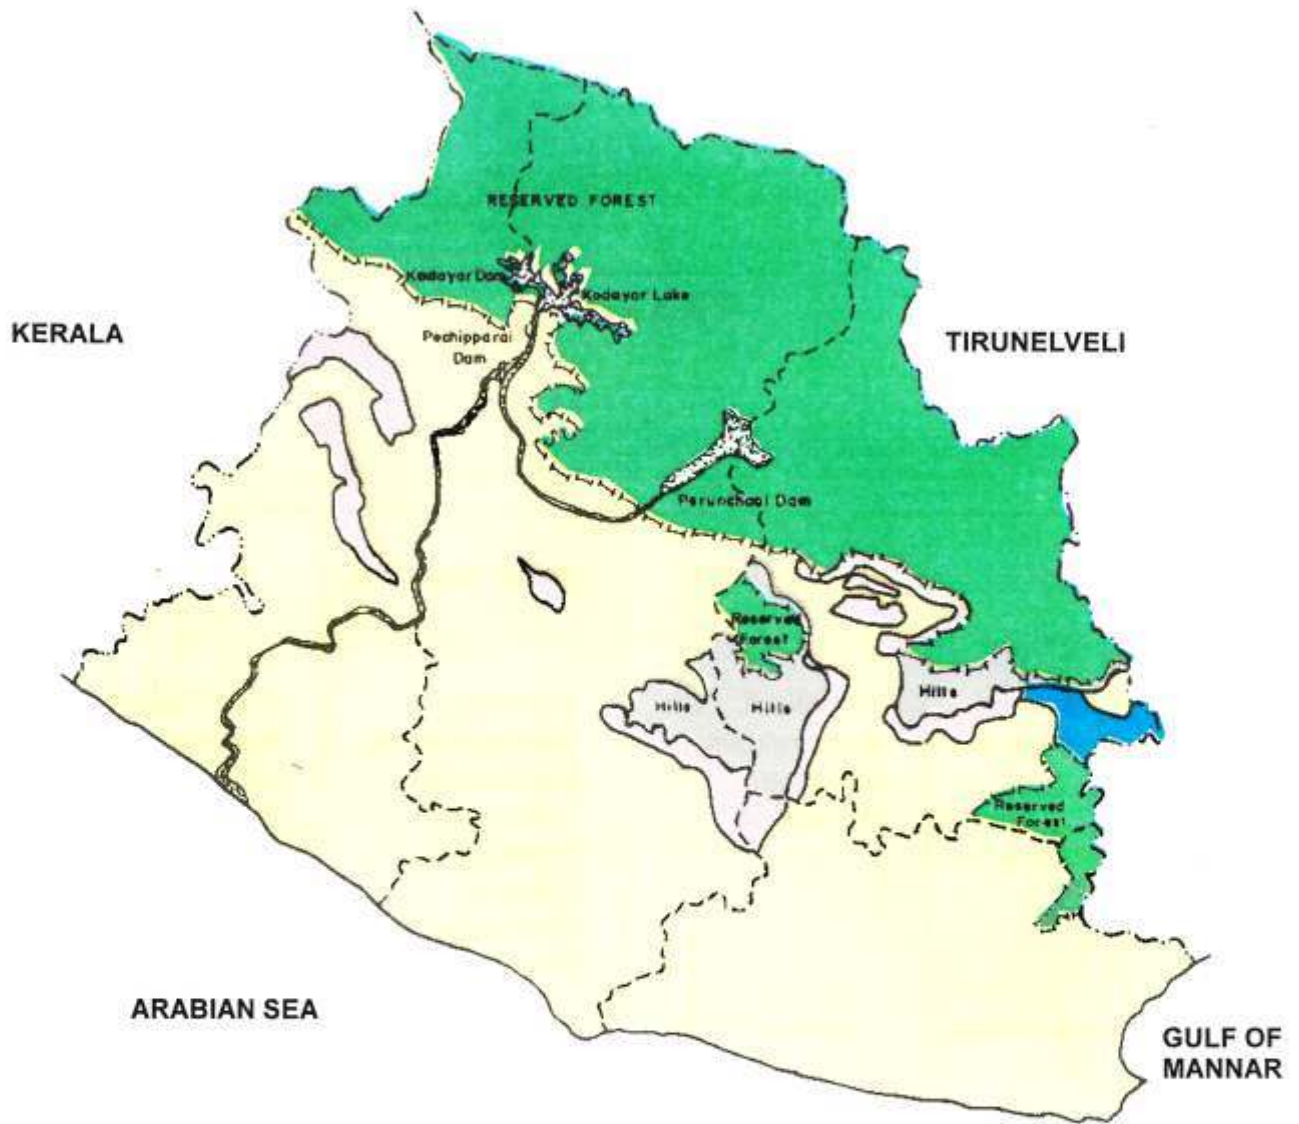 RESERVED FOREST
Kodayar Dam
Kodayar Lake
KERALA
Pechipparai
Dam
TIRUNELVELI
Perunchaol Dam
Reserved
Forest
Hills
Hills
Hills
Reserved
Forest
ARABIAN SEA
GULF OF
MANNAR